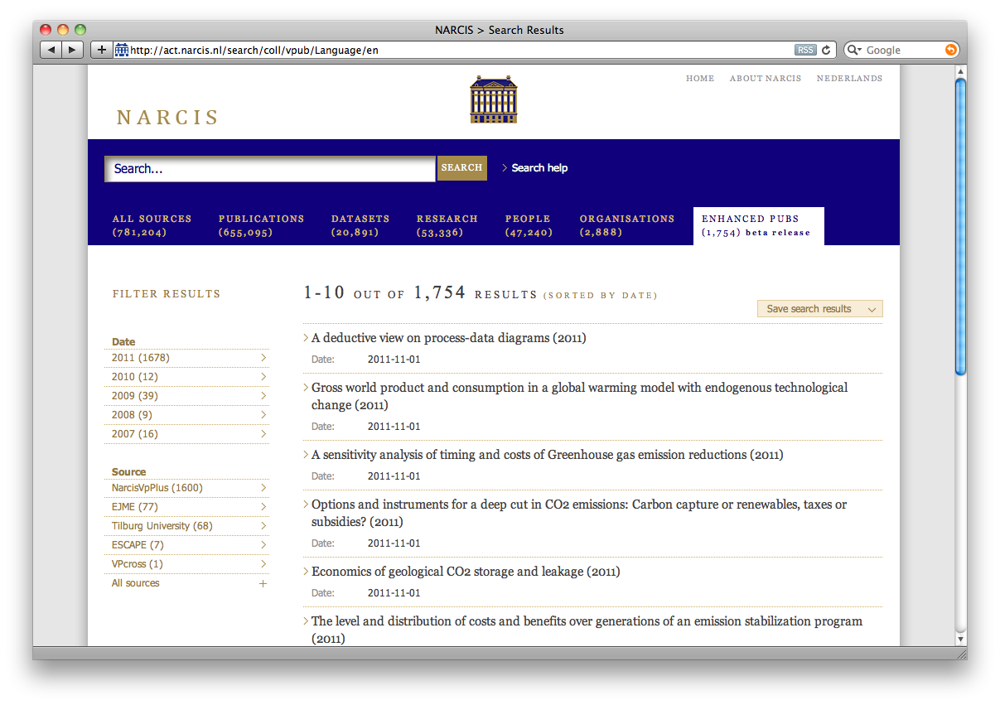 NARCIS > Search Results
http://act.narcis.nl/search/coll/vpub/Language/en
RSS
Google
HOME ABOUT NARCIS NEDERLANDS
NARCIS
Search...
SEARCH
Search help
ALL SOURCES
(781,204)
PUBLICATIONS
(655,095)
DATASETS
(20,891)
RESEARCH
(53,336)
PEOPLE
(47,240)
ORGANISATIONS
(2,888)
ENHANCED PUBS
(1,754) beta release
FILTER RESULTS
Date
2011 (1678)
2010 (12)
2009 (39)
2008 (9)
2007 (16)
Source
NarcisVpPlus (1600)
EJME (77)
Tilburg University (68)
ESCAPE (7)
VPcross (1)
All sources
1-10 OUT OF 1,754 RESULTS (SORTED BY DATE)
Save search results
A deductive view on process-data diagrams (2011)
Date: 2011-11-01
Gross world product and consumption in a global warming model with endogenous technological
change (2011)
Date: 2011-11-01
A sensitivity analysis of timing and costs of Greenhouse gas emission reductions (2011)
Date: 2011-11-01
Options and instruments for a deep cut in CO2 emissions: Carbon capture or renewables, taxes or
subsidies? (2011)
Date: 2011-11-01
Economics of geological CO2 storage and leakage (2011)
Date: 2011-11-01
The level and distribution of costs and benefits over generations of an emission stabilization program
(2011)